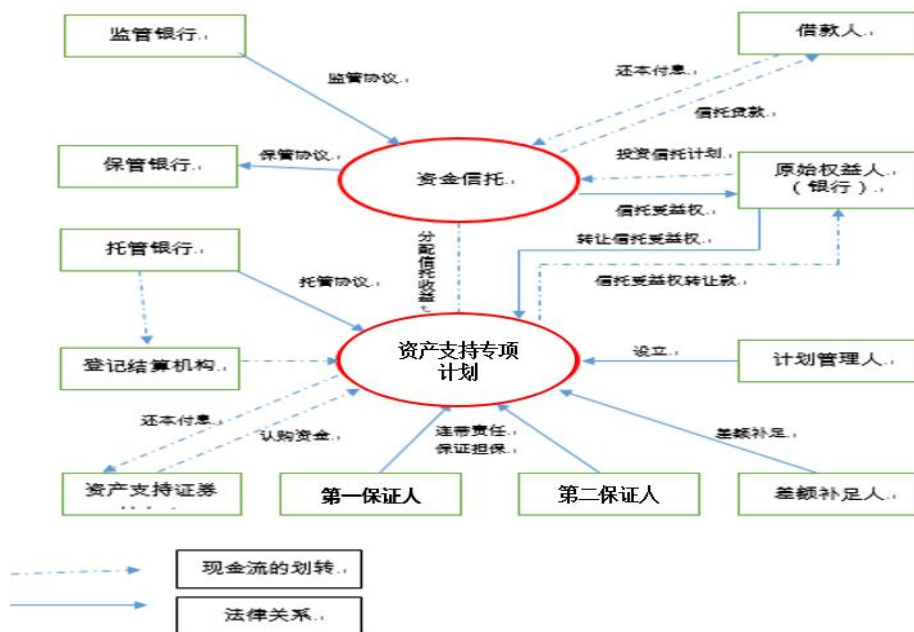 监管银行
借款人
监管协议
还本付息
信托贷款
保管银行
保管协议
资金信托
投资信托计划
原始权益人
（银行）
信托受益权
托管银行
分配信托收益
转让信托受益权
托管协议
信托受益权转让款
登记结算机构
资产支持专项
计划
设立
计划管理人
还本付息
认购资金
连带责任
保证担保
差额补足
资产支持证券
第一保证人
第二保证人
差额补足人
现金流的划转
法律关系